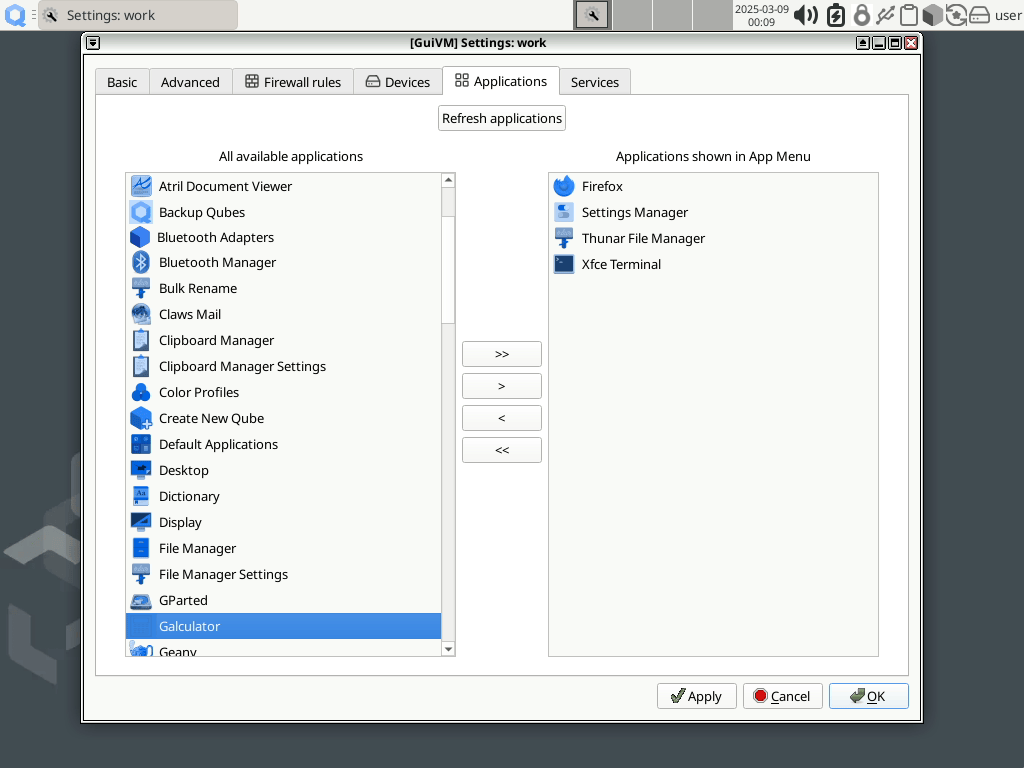 Settings: work
2025-03-09
00:09
user
[GuiVM] Settings: work
Basic
Advanced
Firewall rules
Devices
Applications
Services
Refresh applications
All available applications
Atril Document Viewer
Backup Qubes
Bluetooth Adapters
Bluetooth Manager
Bulk Rename
Claws Mail
Clipboard Manager
Clipboard Manager Settings
Color Profiles
Create New Qube
Default Applications
Desktop
Dictionary
Display
File Manager
File Manager Settings
GParted
Galculator
Geany
>>
>
<
<<
Applications shown in App Menu
Firefox
Settings Manager
Thunar File Manager
Xfce Terminal
Apply
Cancel
OK